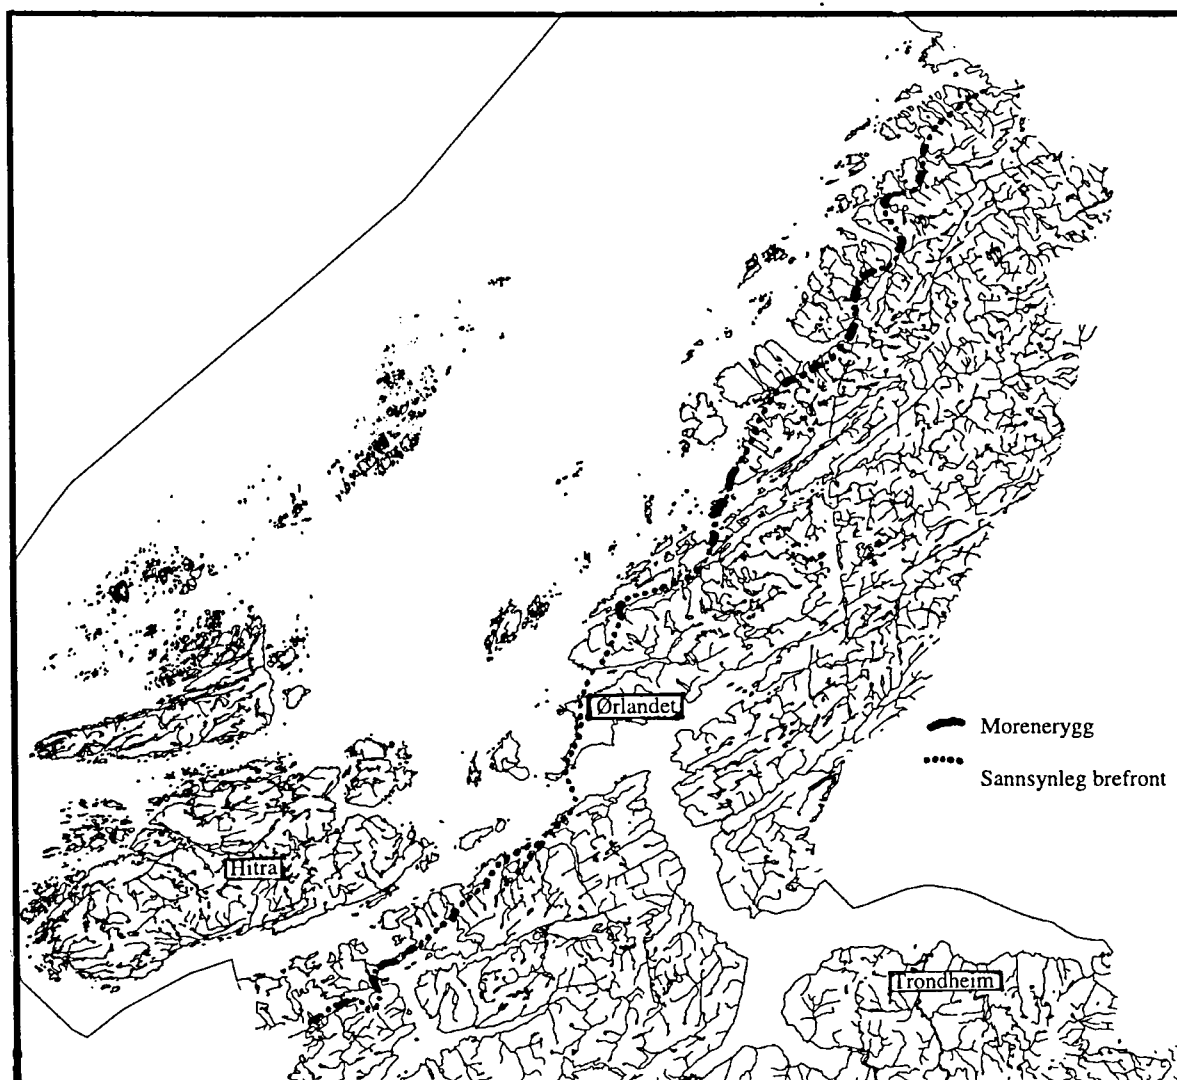 Ørlandet
Morenerygg
Sannsynleg brefront
Hitra
Trondheim